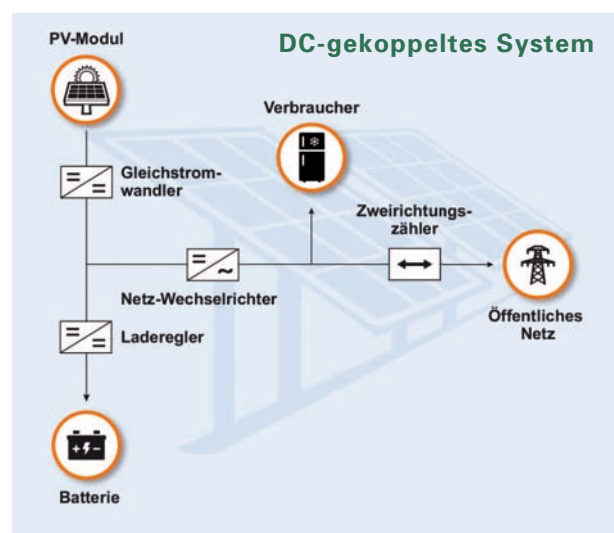 PV-Modul
DC-gekoppeltes System
Verbraucher
Gleichstrom-
wandler
Zweirichtungs-
zähler
Netz-Wechselrichter
Öffentliches
Netz
Laderegler
Batterie